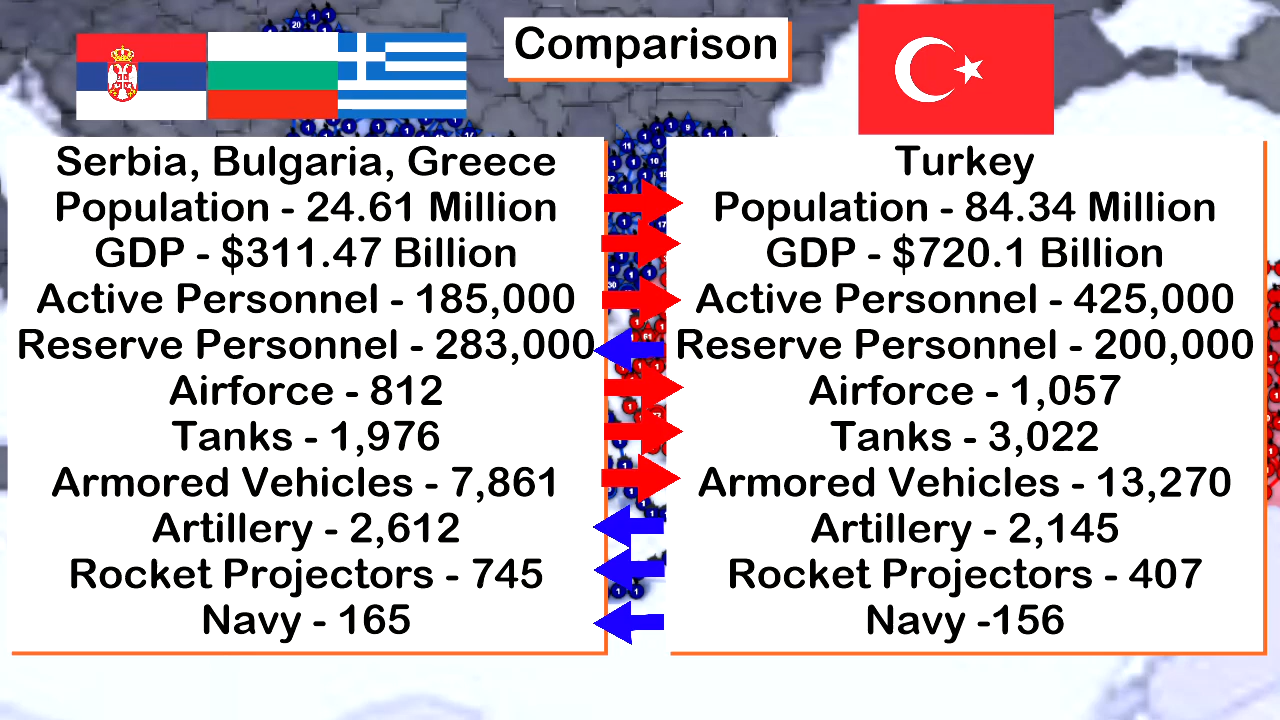 Comparison
Serbia, Bulgaria, Greece
Population - 24.61 Million
GDP - $311.47 Billion
Active Personnel - 185,000
Reserve Personnel - 283,000
Airforce - 812
Tanks - 1,976
Armored Vehicles - 7,861
Artillery - 2,612
Rocket Projectors - 745
Navy - 165
Turkey
Population - 84.34 Million
GDP - $720.1 Billion
Active Personnel - 425,000
Reserve Personnel - 200,000
Airforce - 1,057
Tanks - 3,022
Armored Vehicles - 13,270
Artillery - 2,145
Rocket Projectors - 407
Navy -156